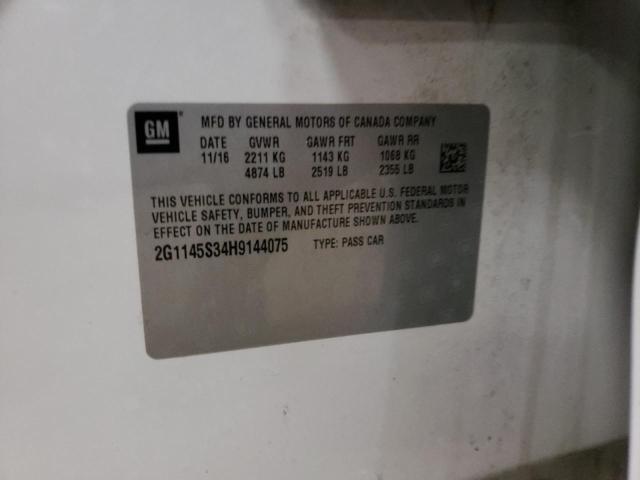 GM
MFD BY GENERAL MOTORS OF CANADA COMPANY
DATE GVWR GAWR FRT GAWR RR
11/16 2211 KG 1143 KG 1068 KG
4874 LB 2519 LB 2355 LB
THIS VEHICLE CONFORMS TO ALL APPLICABLE U.S. FEDERAL MOTOR
VEHICLE SAFETY, BUMPER, AND THEFT PREVENTION STANDARDS IN
EFFECT ON THE DATE OF MANUFACTURE SHOWN ABOVE.
2G1145S34H9144075 TYPE: PASS CAR